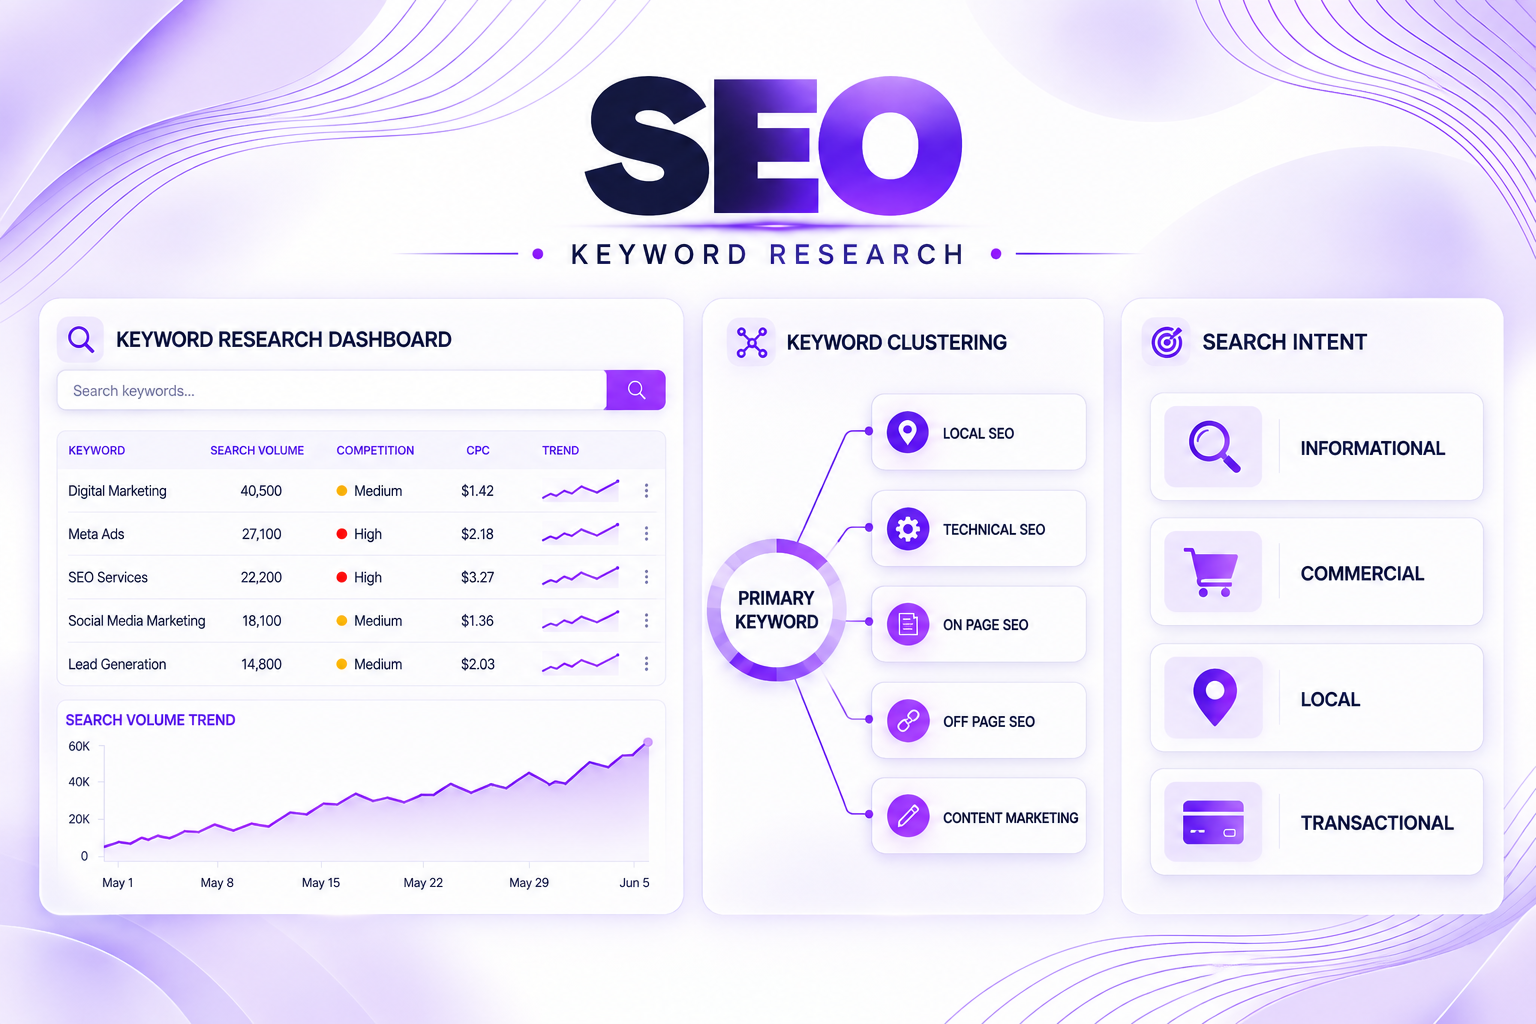 SEO
KEYWORD RESEARCH
KEYWORD RESEARCH DASHBOARD
Search keywords...
KEYWORD SEARCH VOLUME COMPETITION CPC TREND
Digital Marketing 40,500 Medium $1.42
Meta Ads 27,100 High $2.18
SEO Services 22,200 High $3.27
Social Media Marketing 18,100 Medium $1.36
Lead Generation 14,800 Medium $2.03
SEARCH VOLUME TREND
60K
40K
20K
0
May 1 May 8 May 15 May 22 May 29 Jun 5
KEYWORD CLUSTERING
PRIMARY
KEYWORD
LOCAL SEO
TECHNICAL SEO
ON PAGE SEO
OFF PAGE SEO
CONTENT MARKETING
SEARCH INTENT
INFORMATIONAL
COMMERCIAL
LOCAL
TRANSACTIONAL